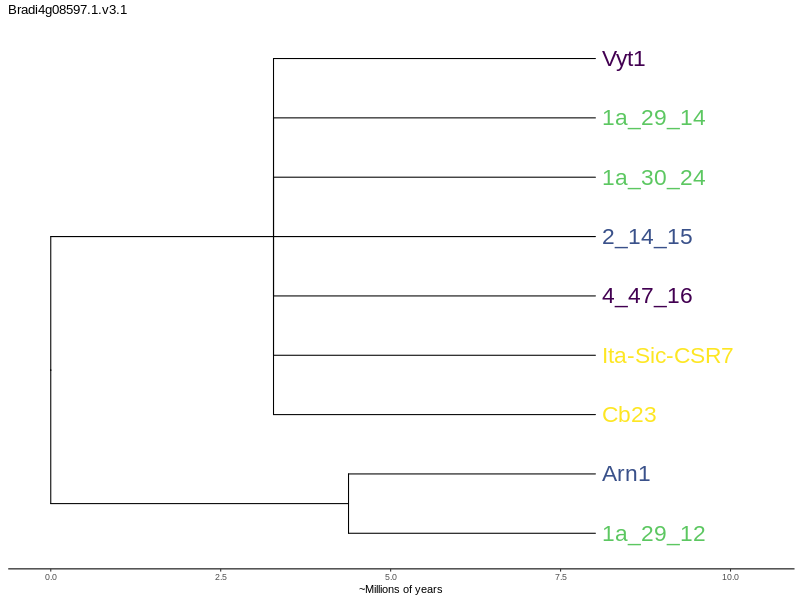 Bradi4g08597.1.v3.1
Vyt1
1a_29_14
1a_30_24
2_14_15
4_47_16
Ita-Sic-CSR7
Cb23
Arn1
1a_29_12
0.0 2.5 5.0 7.5 10.0
~Millions of years